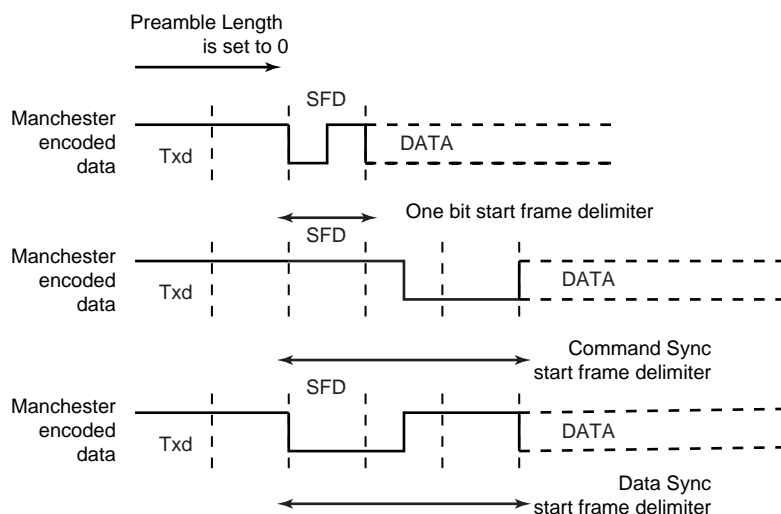 Preamble Length
is set to 0
SFD
Manchester
encoded
data
Txd
DATA
One bit start frame delimiter
SFD
Manchester
encoded
data
Txd
DATA
Command Sync
start frame delimiter
SFD
Manchester
encoded
data
Txd
DATA
Data Sync
start frame delimiter